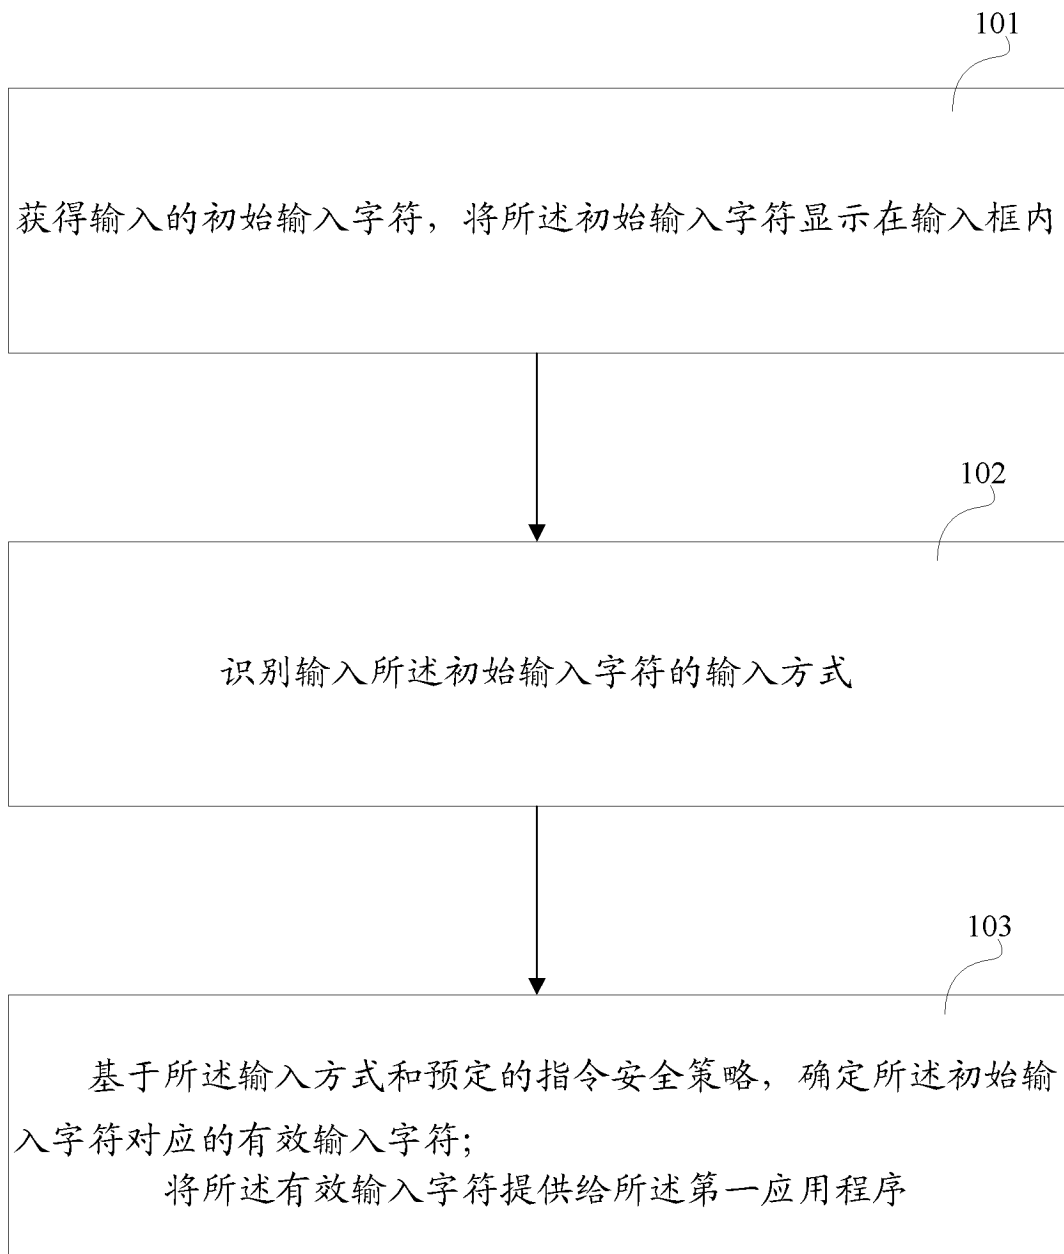 101
获得输入的初始输入字符，将所述初始输入字符显示在输入框内
102
识别输入所述初始输入字符的输入方式
103
基于所述输入方式和预定的指令安全策略，确定所述初始输
入字符对应的有效输入字符；
将所述有效输入字符提供给所述第一应用程序